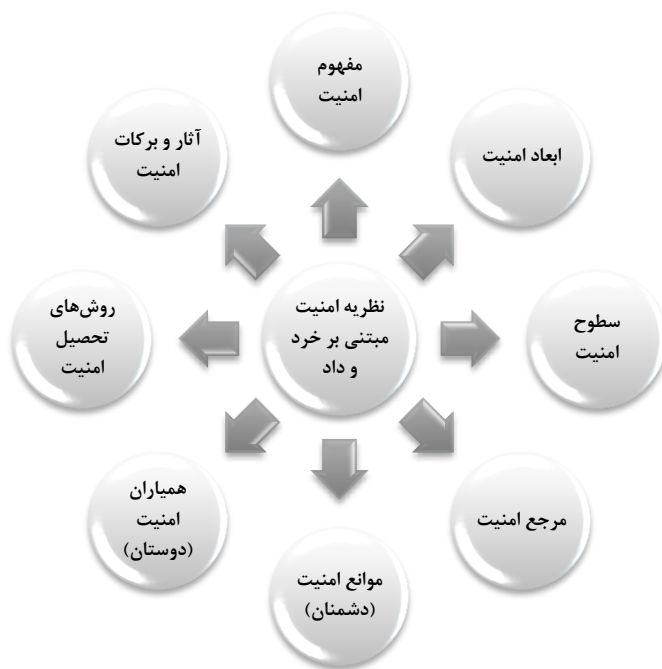 مفهوم
امنیت
ابعاد امنیت
سطوح
امنیت
مرجع امنیت
موانع امنیت
(دشمنان)
همیاران
امنیت
(دوستان)
روش‌های
تحصیل
امنیت
آثار و برکات
امنیت
نظریه امنیت
مبتنی بر خرد
و داد